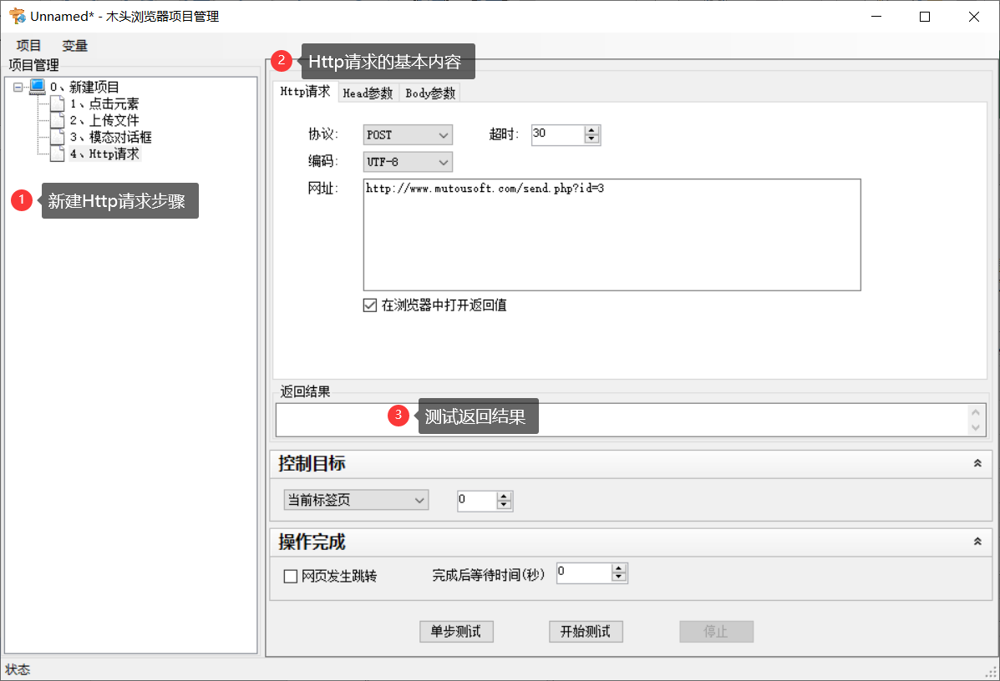 Unnamed* - 木头浏览器项目管理
项目 变量
项目管理
0、新建项目
1、点击元素
2、上传文件
3、模态对话框
4、Http请求
1 新建Http请求步骤
2 Http请求的基本内容
Http请求 Head参数 Body参数
协议: POST 超时: 30
编码: UTF-8
网址: http://www.mutousoft.com/send.php?id=3
在浏览器中打开返回值
返回结果
3 测试返回结果
控制目标
当前标签页 0
操作完成
网页发生跳转 完成后等待时间(秒) 0
单步测试 开始测试 停止
状态